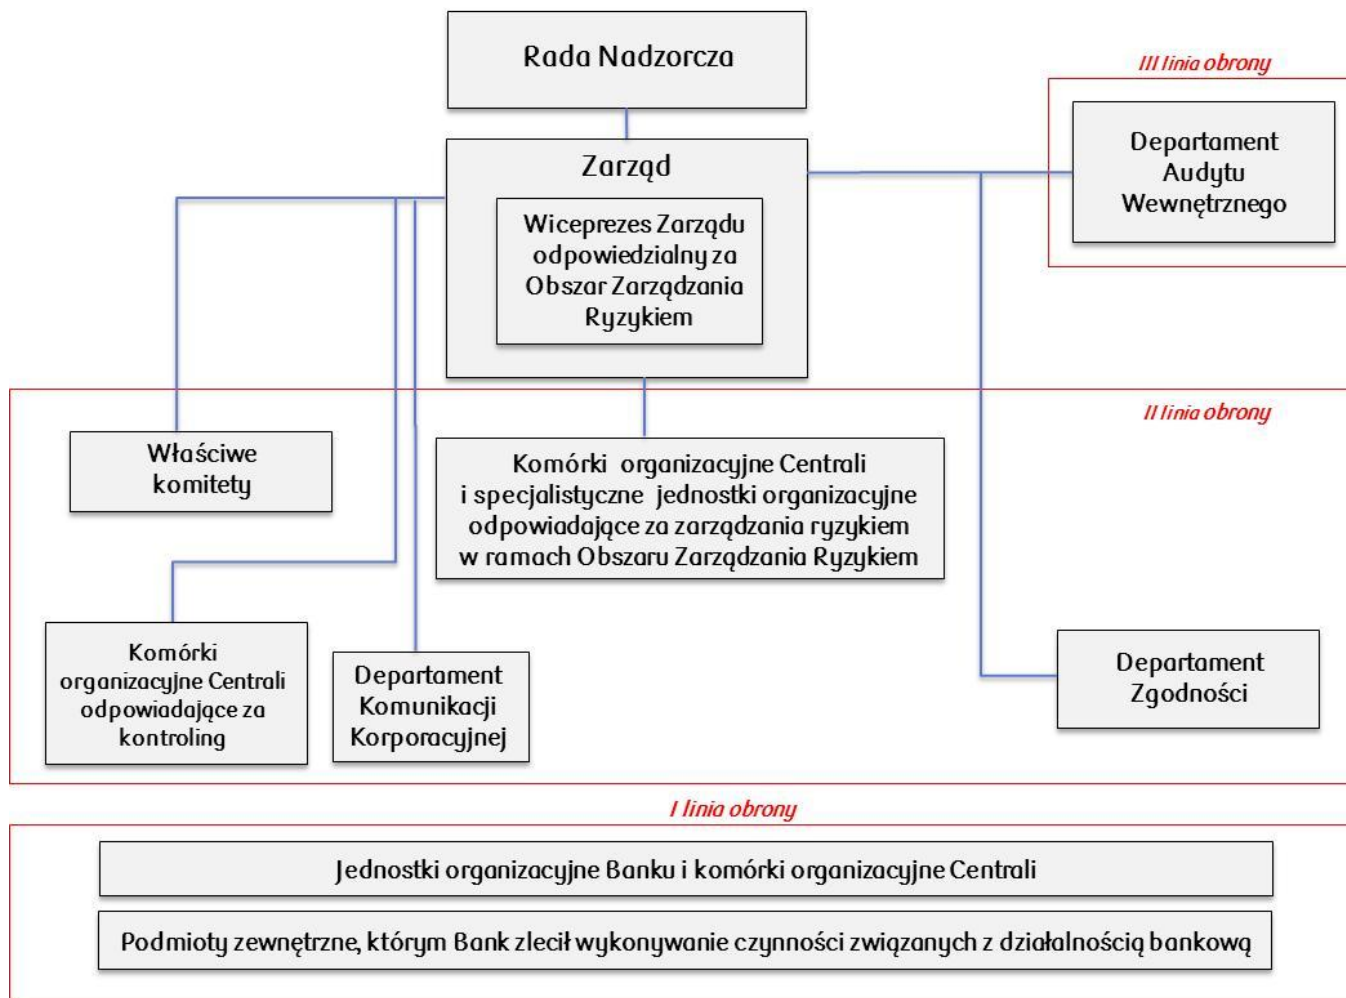 Rada Nadzorcza
III linia obrony
Departament
Audytu
Wewnętrznego
Zarząd
Wiceprezes Zarządu
odpowiedzialny za
Obszar Zarządzania
Ryzykiem
II linia obrony
Właściwe
komitety
Komórki organizacyjne Centrali
i specjalistyczne jednostki organizacyjne
odpowiadające za zarządzania ryzykiem
w ramach Obszaru Zarządzania Ryzykiem
Komórki
organizacyjne Centrali
odpowiadające za
kontroling
Departament
Komunikacji
Korporacyjnej
Departament
Zgodności
I linia obrony
Jednostki organizacyjne Banku i komórki organizacyjne Centrali
Podmioty zewnętrzne, którym Bank zlecił wykonywanie czynności związanych z działalnością bankową